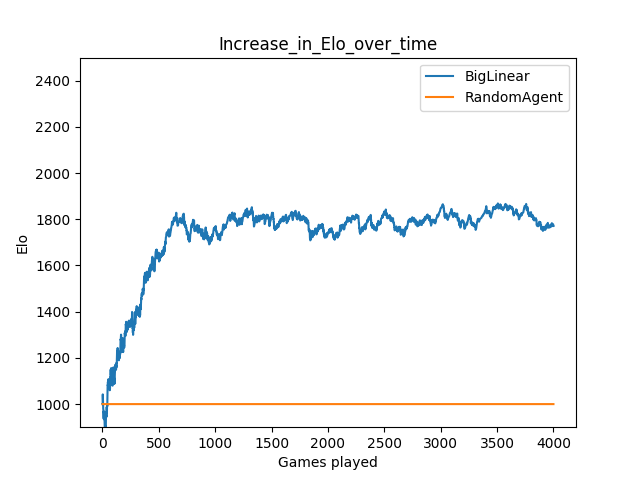 Increase_in_Elo_over_time
BigLinear
RandomAgent
2400
2200
2000
1800
1600
1400
1200
1000
Elo
0 500 1000 1500 2000 2500 3000 3500 4000
Games played